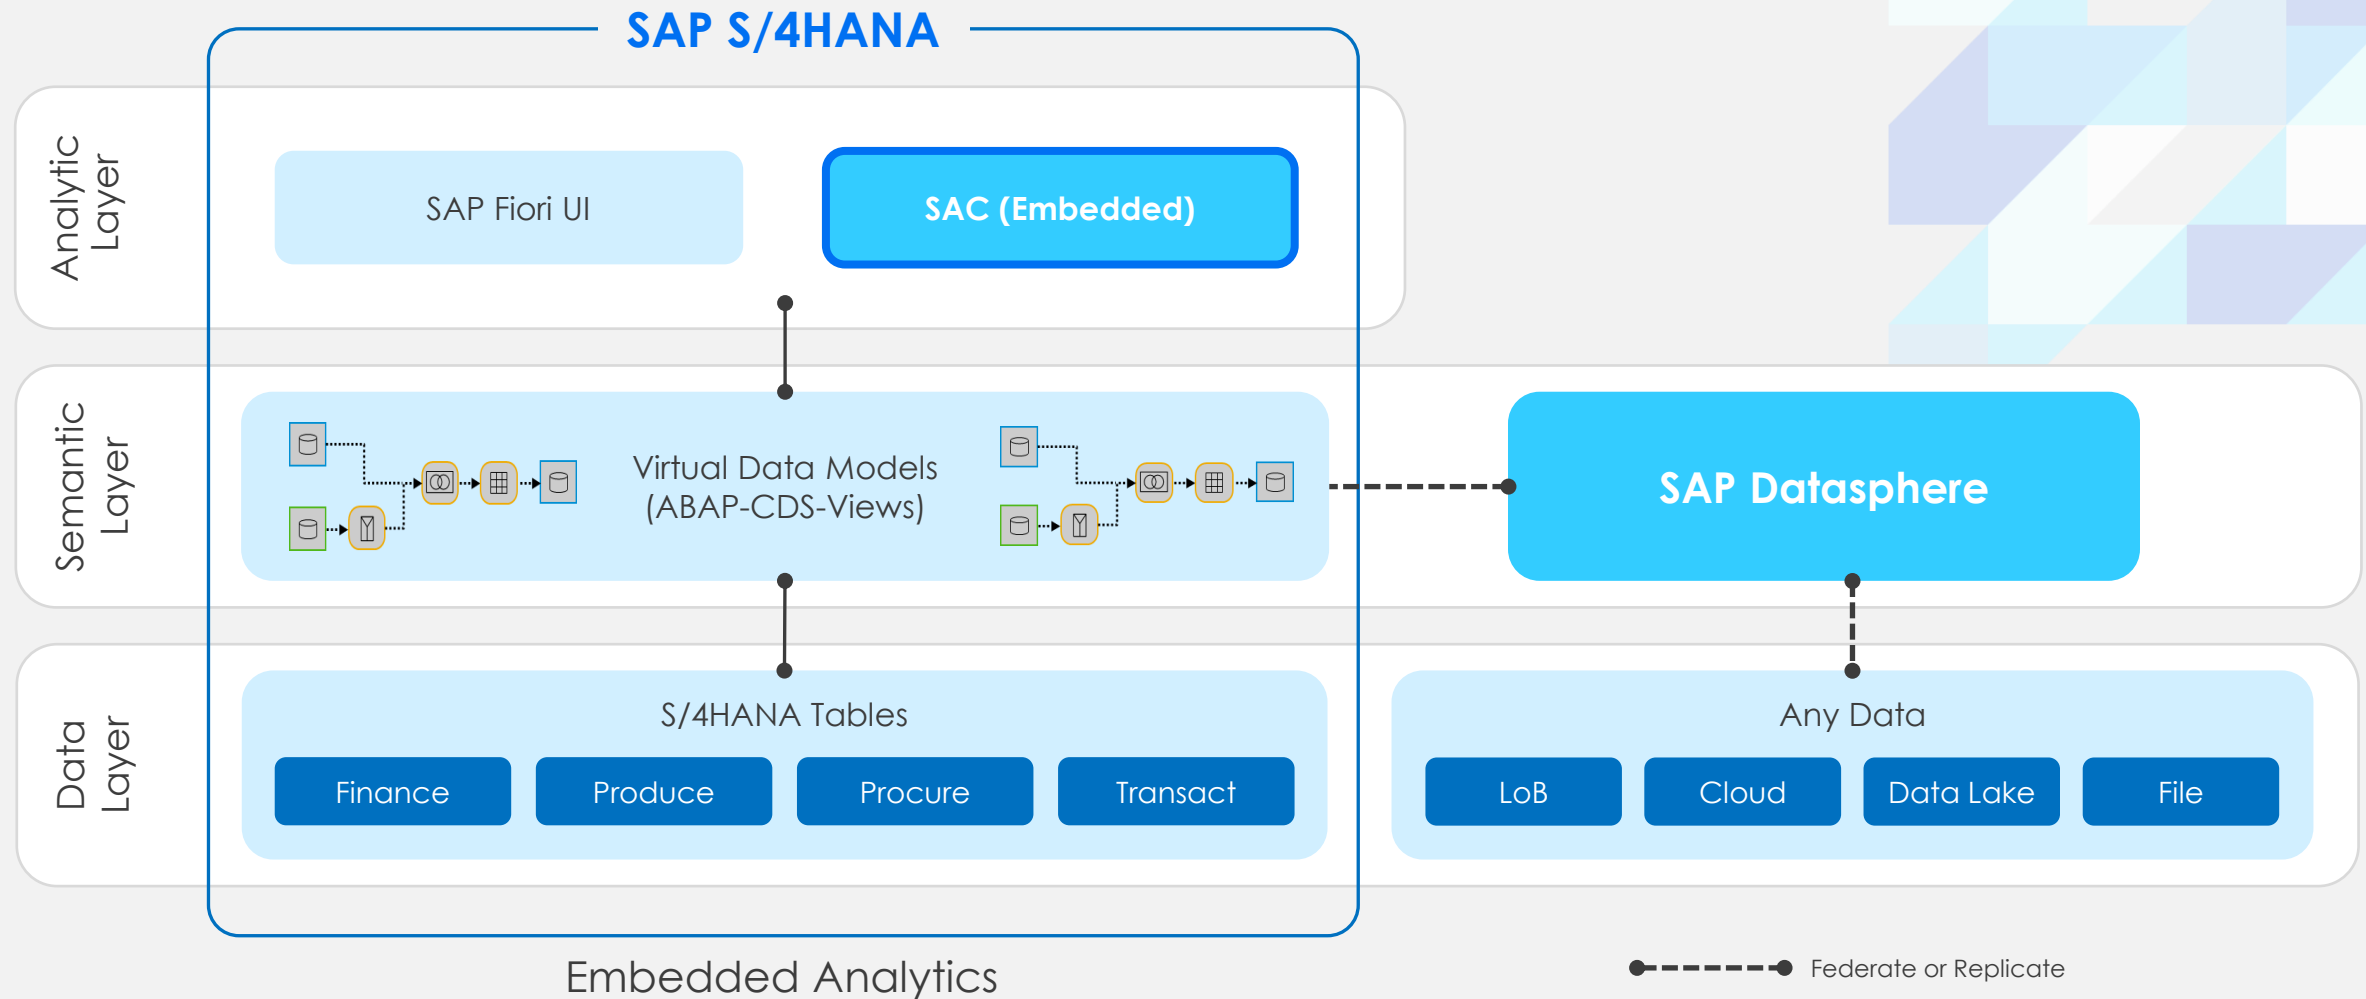 SAP S/4HANA
Analytic
Layer
SAP Fiori UI
SAC (Embedded)
Semantic
Layer
Virtual Data Models
(ABAP-CDS-Views)
SAP Datasphere
Data
Layer
S/4HANA Tables
Finance
Produce
Procure
Transact
Any Data
LoB
Cloud
Data Lake
File
Embedded Analytics
Federate or Replicate